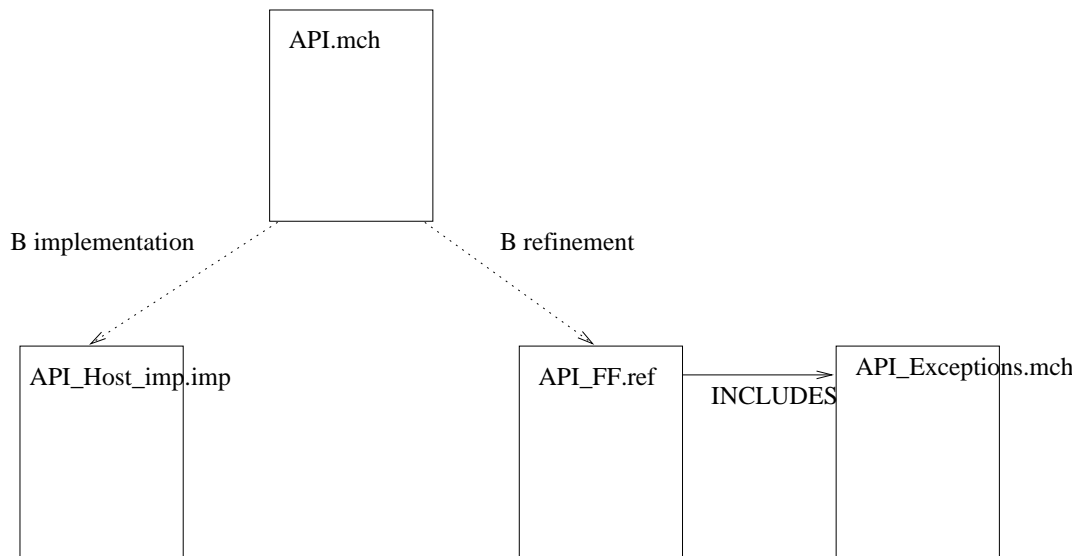 API.mch
B implementation
B refinement
API_Host_imp.imp
API_FF.ref
API_Exceptions.mch
INCLUDES